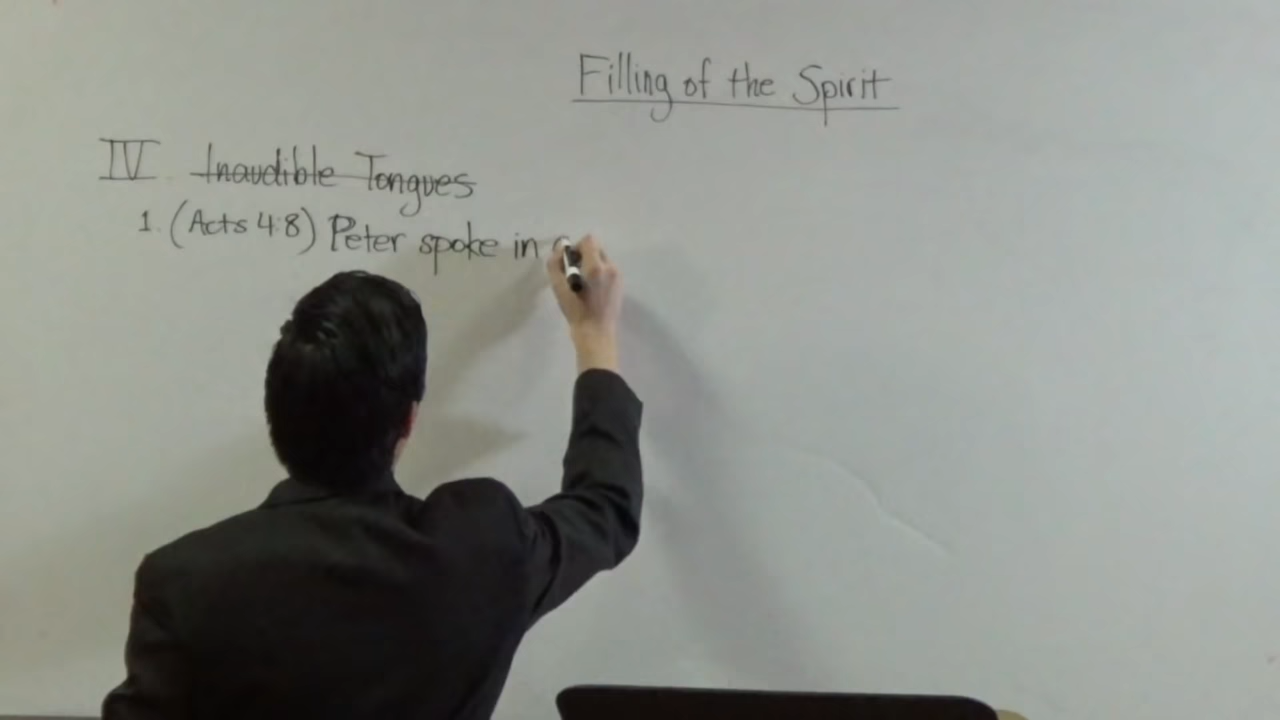 Filling of the Spirit
IV. Inaudible Tongues
1. (Acts 4:8) Peter spoke in